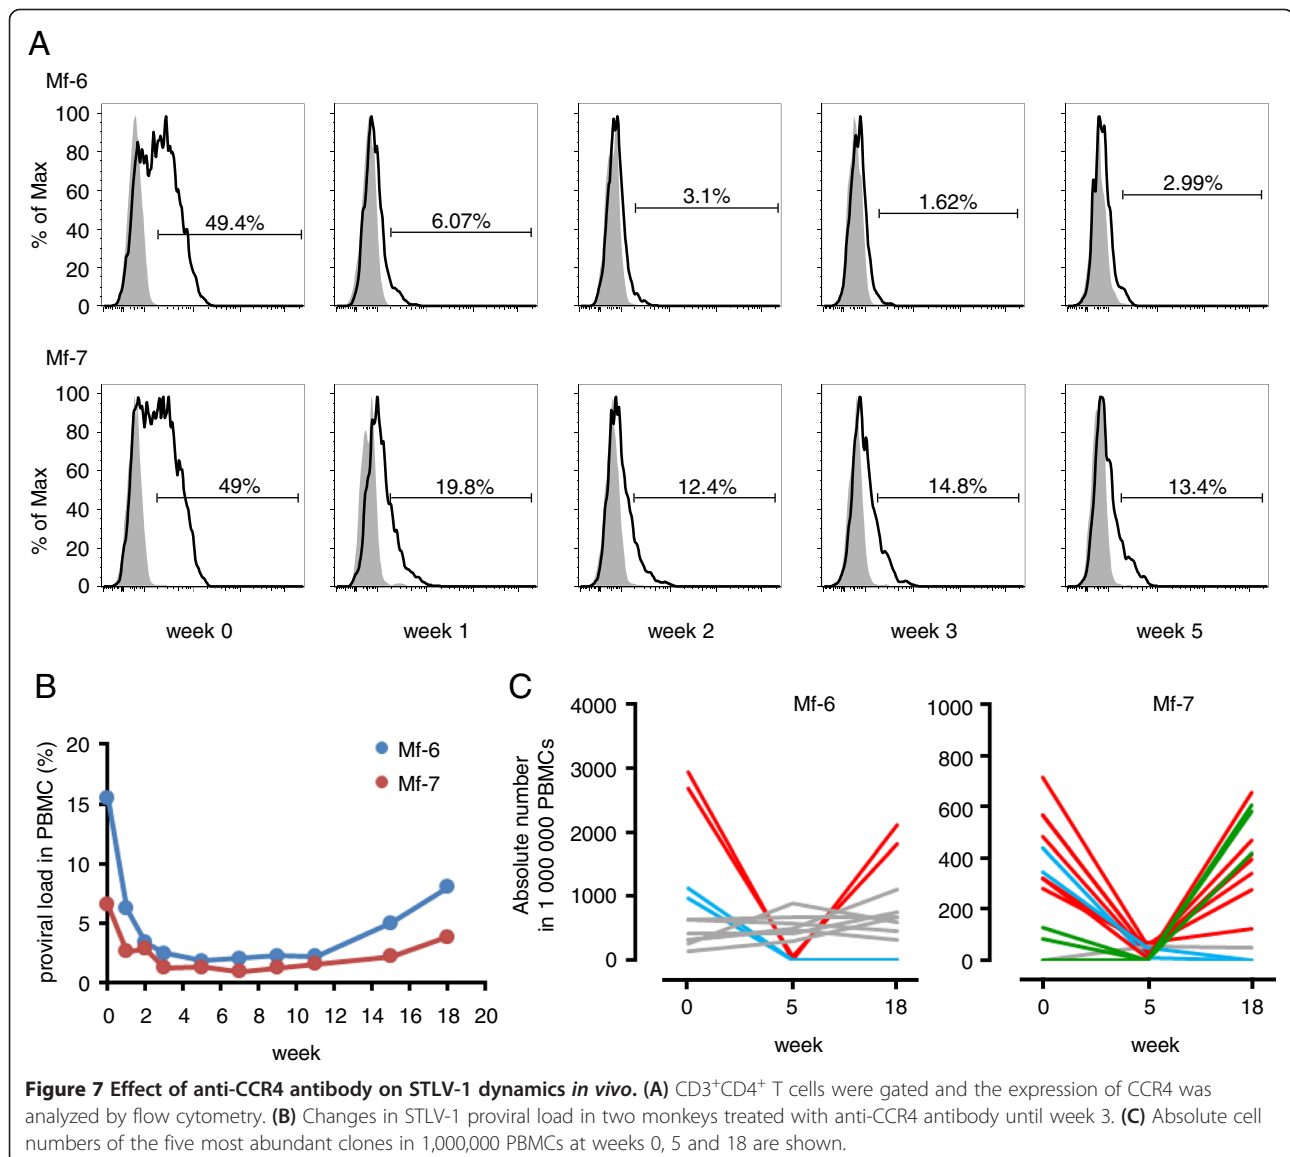 A
Mf-6
% of Max
100
80
60
40
20
0
49.4%
6.07%
3.1%
1.62%
2.99%
Mf-7
% of Max
100
80
60
40
20
0
49%
19.8%
12.4%
14.8%
13.4%
week 0
week 1
week 2
week 3
week 5
B
proviral load in PBMC (%)
20
15
10
5
0
Mf-6
Mf-7
0 2 4 6 8 10 12 14 16 18 20
week
C
Absolute number
in 1 000 000 PBMCs
Mf-6
4000
3000
2000
1000
0
0 5 18
week
Mf-7
1000
800
600
400
200
0
0 5 18
week
Figure 7 Effect of anti-CCR4 antibody on STLV-1 dynamics in vivo. (A) CD3⁺CD4⁺ T cells were gated and the expression of CCR4 was
analyzed by flow cytometry. (B) Changes in STLV-1 proviral load in two monkeys treated with anti-CCR4 antibody until week 3. (C) Absolute cell
numbers of the five most abundant clones in 1,000,000 PBMCs at weeks 0, 5 and 18 are shown.